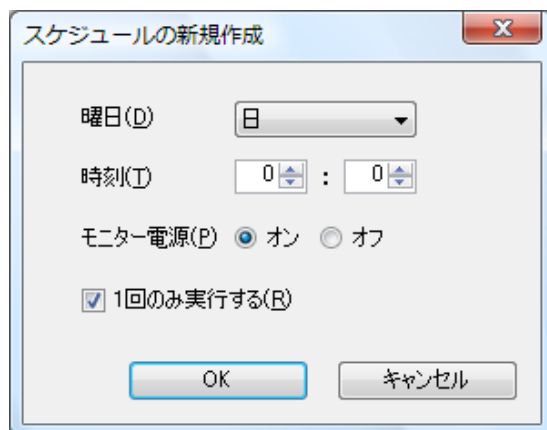 スケジュールの新規作成
曜日(D) 日
時刻(T) 0 : 0
モニター電源(P) オン オフ
1回のみ実行する(R)
OK キャンセル